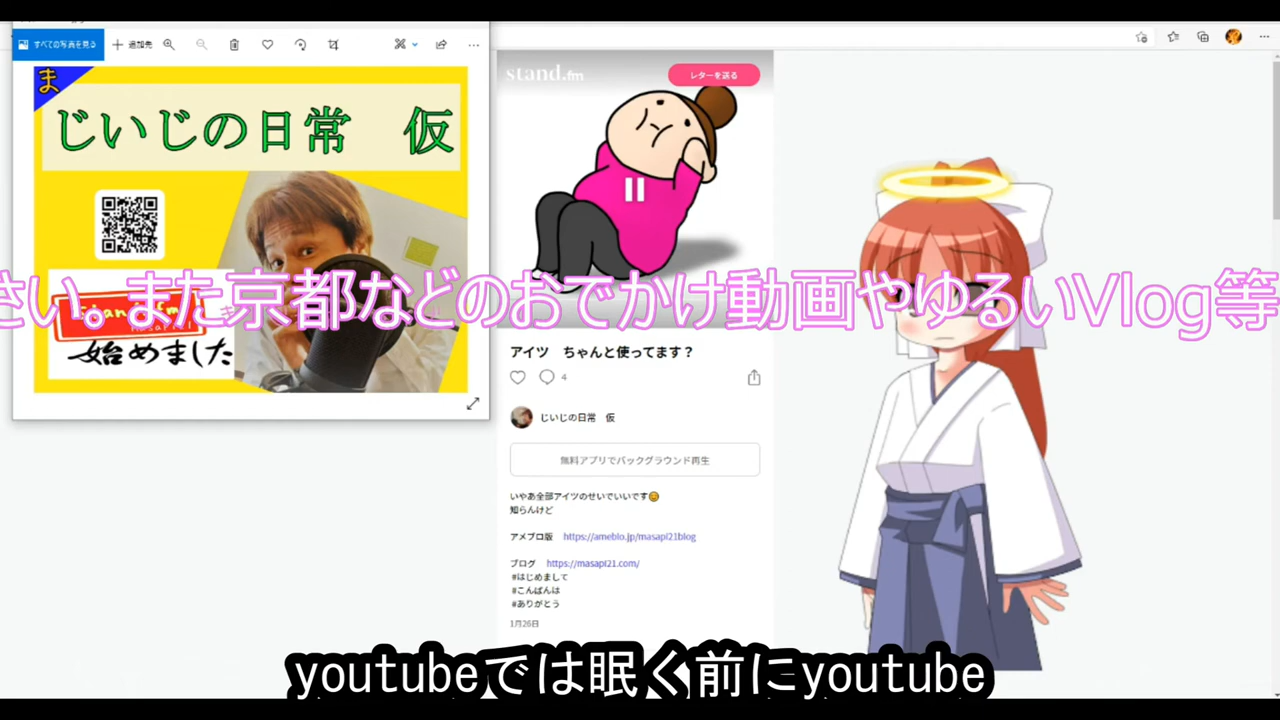 すべての写真を見る
追加先
ま
じいじの日常 仮
始めました
stand.fm
レターを送る
さい。また京都などのおでかけ動画やゆるいVlog等
アイツ ちゃんと使ってます?
4
じいじの日常 仮
無料アプリでバックグラウンド再生
いやあ全部アイツのせいでいいです😊
知らんけど
アメブロ版 https://ameblo.jp/masapi21blog
ブログ https://masapi21.com/
#はじめまして
#こんばんは
#ありがとう
1月26日
youtubeでは眠く前にyoutube